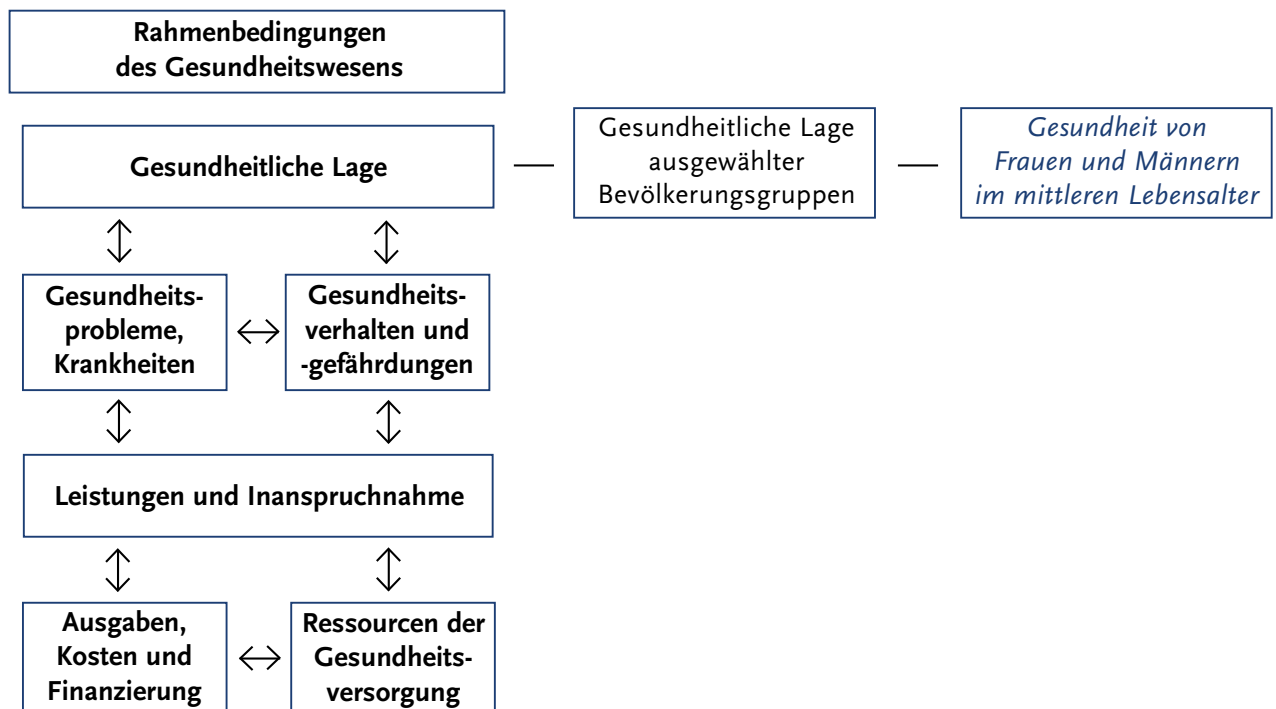 Rahmenbedingungen
des Gesundheitswesens
Gesundheitliche Lage
Gesundheitliche Lage
ausgewählter
Bevölkerungsgruppen
Gesundheit von
Frauen und Männern
im mittleren Lebensalter
Gesundheits-
probleme,
Krankheiten
Gesundheits-
verhalten und
-gefährdungen
Leistungen und Inanspruchnahme
Ausgaben,
Kosten und
Finanzierung
Ressourcen der
Gesundheits-
versorgung